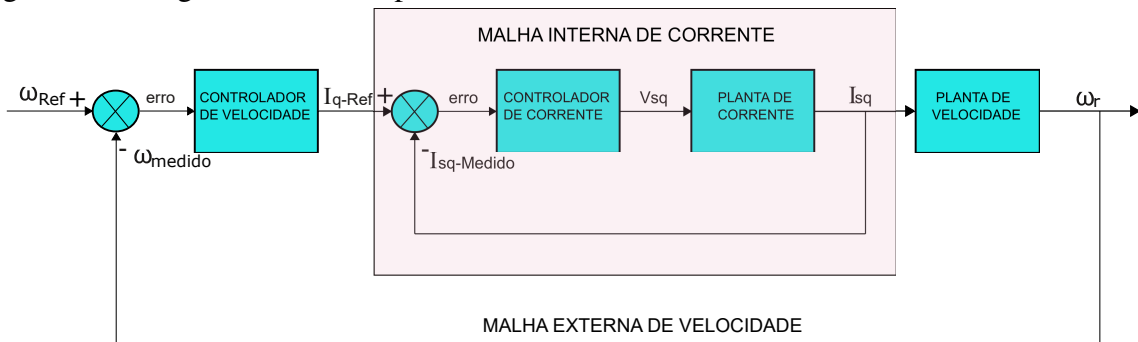 MALHA INTERNA DE CORRENTE
ωRef +
erro
CONTROLADOR
DE VELOCIDADE
Iq-Ref +
erro
CONTROLADOR
DE CORRENTE
Vsq
PLANTA DE
CORRENTE
Isq
PLANTA DE
VELOCIDADE
ωr
- ωmedido
-Isq-Medido
MALHA EXTERNA DE VELOCIDADE